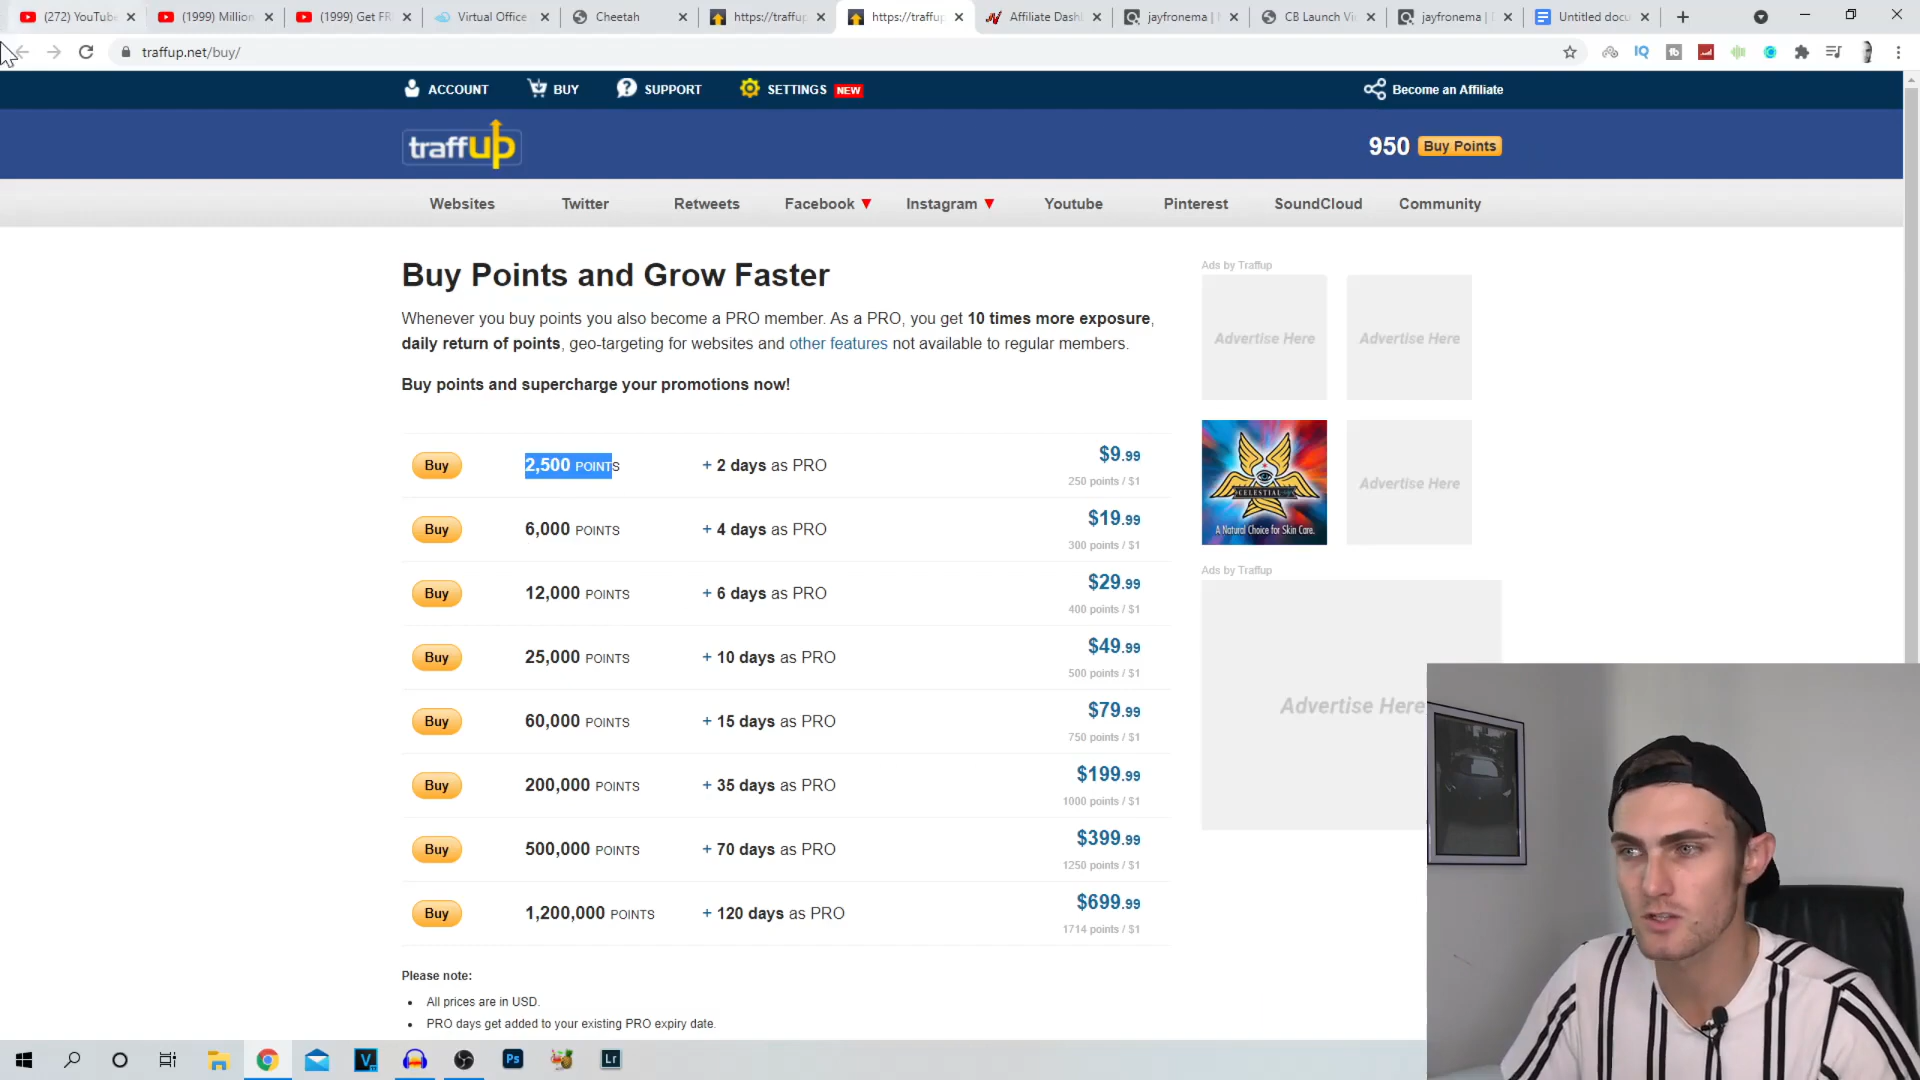 (272) YouTube
(1999) Million
(1999) Get FR
Virtual Office
Cheetah
https://traffup
https://traffup
Affiliate Dash
jayfronema |
CB Launch Vi
jayfronema |
Untitled docu
traffup.net/buy/
ACCOUNT
BUY
SUPPORT
SETTINGS NEW
Become an Affiliate
traffup
950 Buy Points
Websites
Twitter
Retweets
Facebook ▼
Instagram ▼
Youtube
Pinterest
SoundCloud
Community
Buy Points and Grow Faster
Whenever you buy points you also become a PRO member. As a PRO, you get 10 times more exposure,
daily return of points, geo-targeting for websites and other features not available to regular members.
Buy points and supercharge your promotions now!
Buy 2,500 POINTS + 2 days as PRO $9.99
250 points / $1
Buy 6,000 POINTS + 4 days as PRO $19.99
300 points / $1
Buy 12,000 POINTS + 6 days as PRO $29.99
400 points / $1
Buy 25,000 POINTS + 10 days as PRO $49.99
500 points / $1
Buy 60,000 POINTS + 15 days as PRO $79.99
750 points / $1
Buy 200,000 POINTS + 35 days as PRO $199.99
1000 points / $1
Buy 500,000 POINTS + 70 days as PRO $399.99
1250 points / $1
Buy 1,200,000 POINTS + 120 days as PRO $699.99
1714 points / $1
Please note:
• All prices are in USD.
• PRO days get added to your existing PRO expiry date.
Ads by Traffup
Advertise Here
Advertise Here
CELESTIAL
A Natural Choice for Skin Care.
Advertise Here
Ads by Traffup
Advertise Here
Ps
Lr